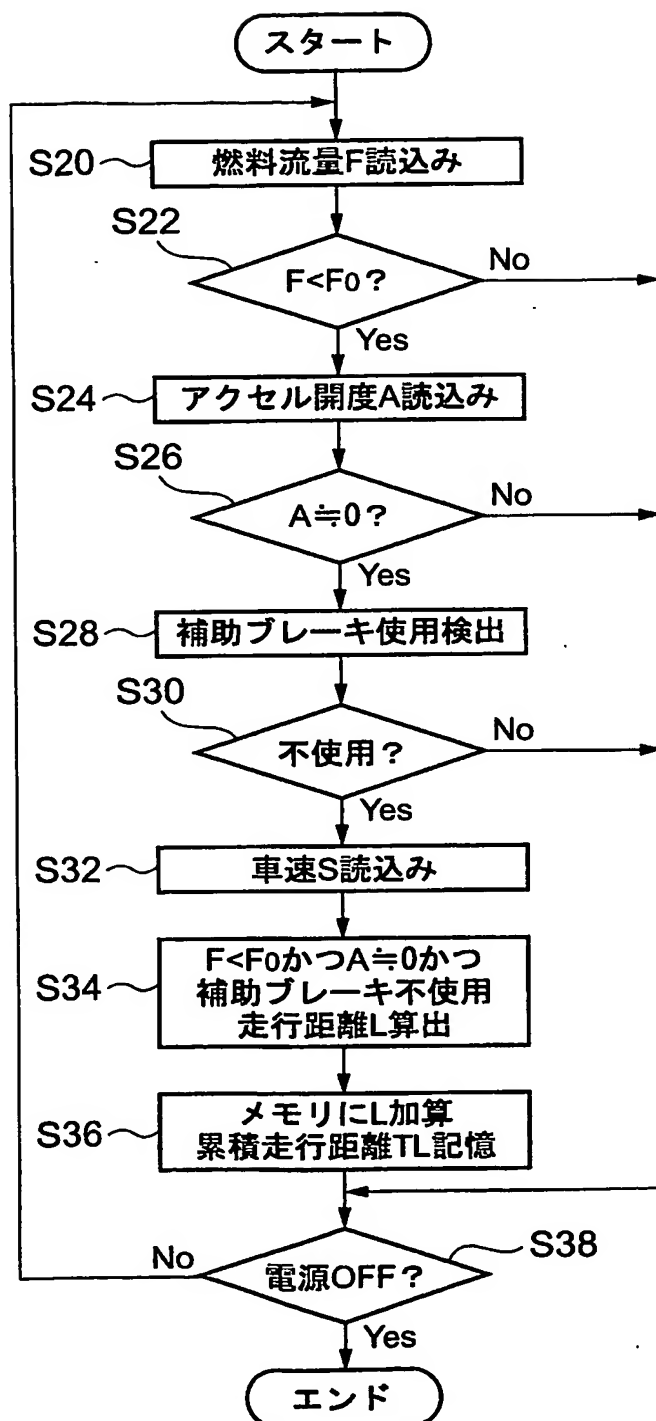 スタート
S20
燃料流量F読込み
S22
F<F0?
No
Yes
S24
アクセル開度A読込み
S26
A≒0?
No
Yes
S28
補助ブレーキ使用検出
S30
不使用?
No
Yes
S32
車速S読込み
S34
F<F0かつA≒0かつ
補助ブレーキ不使用
走行距離L算出
S36
メモリにL加算
累積走行距離TL記憶
S38
電源OFF?
No
Yes
エンド